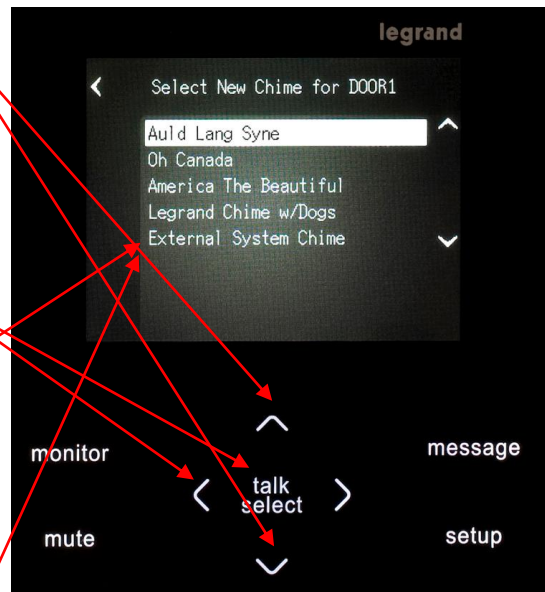 legrand
Select New Chime for DOOR1
Auld Lang Syne
Oh Canada
America The Beautiful
Legrand Chime w/Dogs
External System Chime
monitor
message
talk
select
mute
setup